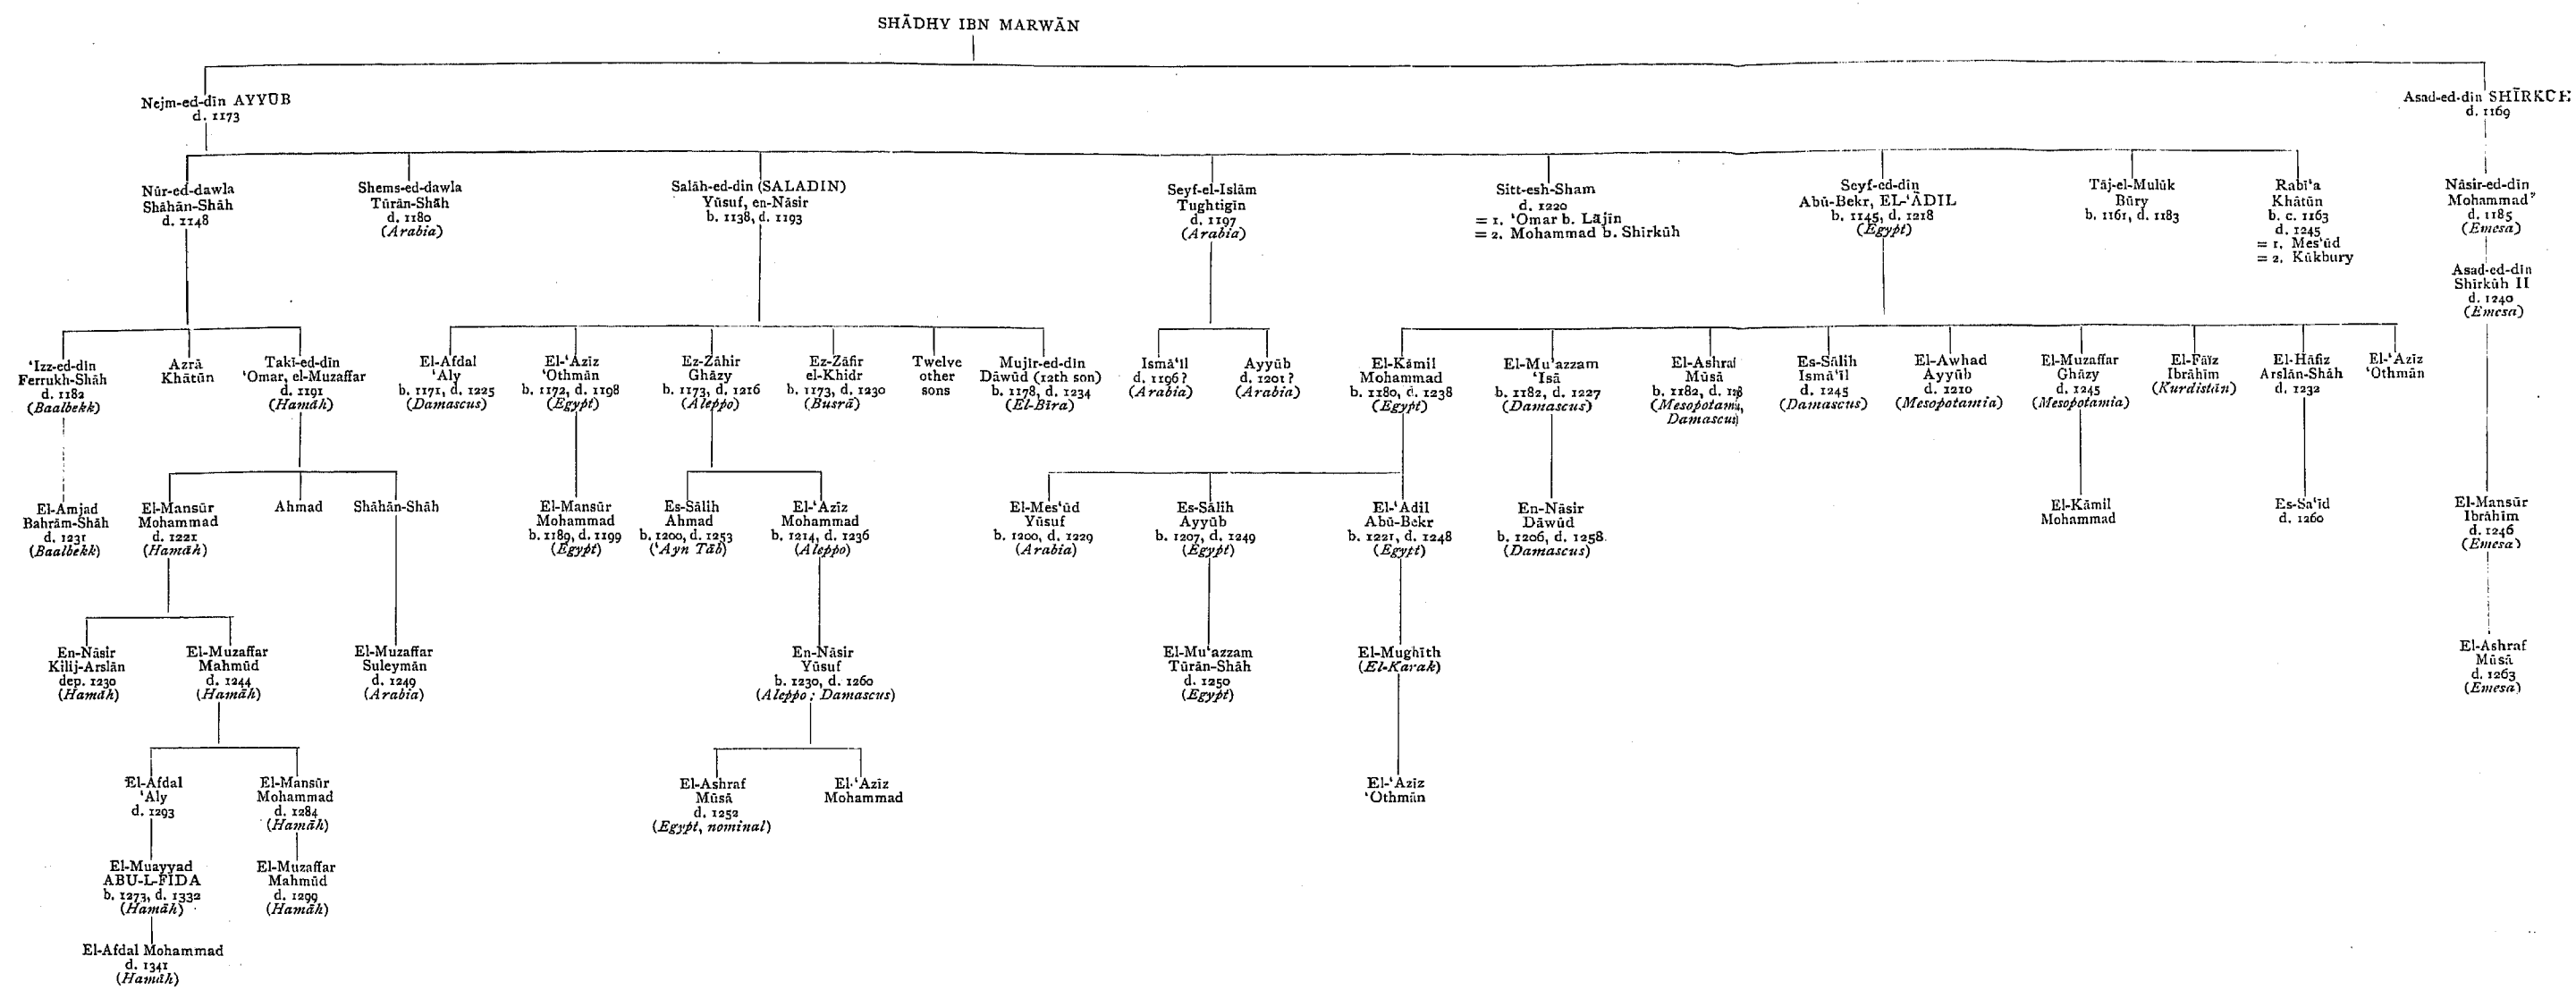 SHĀDHY IBN MARWĀN
Nejm-ed-dīn AYYŪB
d. 1173
Asad-ed-dīn
d. 1169
Nūr-ed-dawla
Shāhān-Shāh
d. 1148
Shems-ed-dawla
Tūrān-Shāh
d. 1180
(Arabia)
Salāh-ed-dīn (SALADIN)
Yūsuf, en-Nāsir
b. 1138, d. 1193
Seyf-el-Islām
Tughtigīn
d. 1197
(Arabia)
Sitt-esh-Sham
d. 1220
= 1. ‘Omar b. Lājīn
= 2. Mohammad b. Shīrkūh
Seyf-ed-dīn
Abū-Bekr, EL-‘ĀDIL
b. 1145, d. 1218
(Egypt)
Tāj-el-Mulūk
Būry
b. 1161, d. 1183
Rabī‘a
Khātūn
b. c. 1163
d. 1245
= 1. Mes‘ūd
= 2. Kūkbury
Nāsir-ed-dīn
Mohammad
d. 1185
(Emesa)
Asad-ed-dīn
Shīrkūh II
d. 1240
(Emesa)
‘Izz-ed-dīn
Ferrukh-Shāh
d. 1182
(Baalbekk)
Azrā
Khātūn
Takī-ed-dīn
‘Omar, el-Muzaffar
d. 1191
(Hamāh)
El-Afdal
‘Aly
b. 1171, d. 1225
(Damascus)
El-‘Azīz
‘Othmān
b. 1172, d. 1198
(Egypt)
Ez-Zāhir
Ghāzy
b. 1173, d. 1216
(Aleppo)
Ez-Zāfir
el-Khidr
b. 1173, d. 1230
(Busrā)
Twelve
other
sons
Mujīr-ed-dīn
Dāwūd (12th son)
b. 1178, d. 1234
(El-Bīra)
Ismā‘īl
d. 1196?
(Arabia)
Ayyūb
d. 1201?
(Arabia)
El-Kāmil
Mohammad
b. 1180, d. 1238
(Egypt)
El-Mu‘azzam
‘Isā
b. 1182, d. 1227
(Damascus)
El-Ashraf
Mūsā
b. 1182, d.
(Mesopotamia,
Damascus)
Es-Sālih
Ismā‘īl
d. 1245
(Damascus)
El-Awhad
Ayyūb
d. 1210
(Mesopotamia)
El-Muzaffar
Ghāzy
d. 1245
(Mesopotamia)
El-Fāïz
Ibrāhīm
(Kurdistān)
El-Hāfiz
Arslān-Shāh
d. 1232
El-‘Azīz
‘Othmān
El-Amjad
Bahrām-Shāh
d. 1231
(Baalbekk)
El-Mansūr
Mohammad
d. 1221
(Hamāh)
Ahmad
Shāhān-Shāh
El-Mansūr
Mohammad
b. 1189, d. 1199
(Egypt)
Es-Sālih
Ahmad
b. 1200, d. 1253
(‘Ayn Tāb)
El-‘Azīz
Mohammad
b. 1214, d. 1236
(Aleppo)
El-Mes‘ūd
Yūsuf
b. 1200, d. 1229
(Arabia)
Es-Sālih
Ayyūb
b. 1207, d. 1249
(Egypt)
El-‘Adil
Abū-Bekr
b. 1221, d. 1248
(Egypt)
En-Nāsir
Dāwūd
b. 1206, d. 1258
(Damascus)
El-Kāmil
Mohammad
Es-Sa‘īd
d. 1260
El-Mansūr
Ibrāhīm
d. 1246
(Emesa)
En-Nāsir
Kilij-Arslān
dep. 1230
(Hamāh)
El-Muzaffar
Mahmūd
d. 1244
(Hamāh)
El-Muzaffar
Suleymān
d. 1249
(Arabia)
En-Nāsir
Yūsuf
b. 1230, d. 1260
(Aleppo: Damascus)
El-Mu‘azzam
Tūrān-Shāh
d. 1250
(Egypt)
El-Mughīth
(El-Karak)
El-Ashraf
Mūsā
d. 1263
(Emesa)
El-Afdal
‘Aly
d. 1293
El-Mansūr
Mohammad
d. 1284
(Hamāh)
El-Ashraf
Mūsā
d. 1252
(Egypt, nominal)
El-‘Azīz
Mohammad
El-‘Azīz
‘Othmān
El-Muayyad
ABU-L-FIDA
b. 1273, d. 1332
(Hamāh)
El-Muzaffar
Mahmūd
d. 1299
(Hamāh)
El-Afdal Mohammad
d. 1341
(Hamāh)